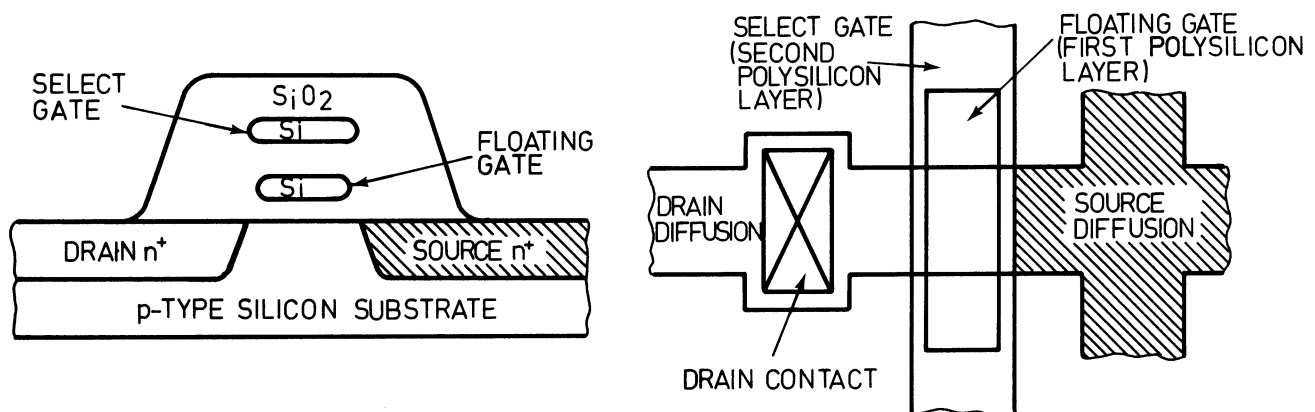 SELECT
GATE
SiO2
Si
FLOATING
GATE
Si
DRAIN n+
SOURCE n+
p-TYPE SILICON SUBSTRATE
SELECT GATE
(SECOND
POLYSILICON
LAYER)
FLOATING GATE
(FIRST POLYSILICON
LAYER)
DRAIN
DIFFUSION
SOURCE
DIFFUSION
DRAIN CONTACT